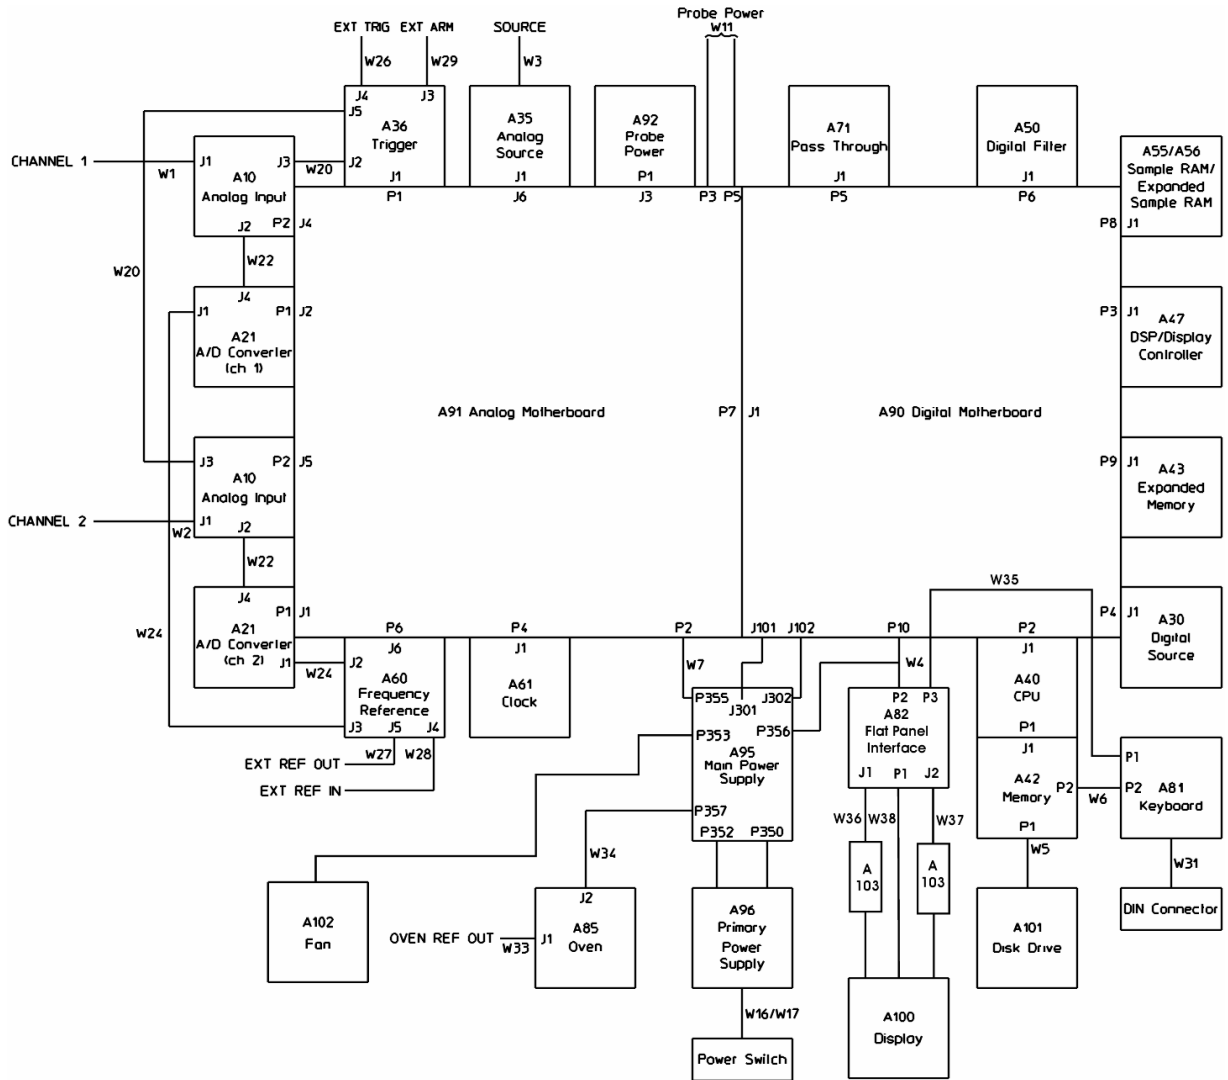 Probe Power
EXT TRIG EXT ARM SOURCE W11
W26 W29 W3
J4 J3
J5
A36
Trigger
J2
J1
P1
A35
Analog
Source
J1
J6
A92
Probe
Power
P1
J3
P3 P5
A71
Pass Through
J1
P5
A50
Digital Filter
J1
P6
A55/A56
Sample RAM/
Expanded
Sample RAM
P8 J1
CHANNEL 1
W1
J1 J3
W20
A10
Analog Input
J2 P2 J4
W22
W20
J4
J1 P1 J2
A21
A/D Converter
(ch 1)
P3 J1
A47
DSP/Display
Controller
A91 Analog Motherboard
P7 J1
A90 Digital Motherboard
J3 P2 J5
A10
Analog Input
J1
J2
CHANNEL 2
W2
W22
P9 J1
A43
Expanded
Memory
W35
J4
P1 J1
A21
A/D Converter
(ch 2)
J1
W24
W24
P4 J1
A30
Digital
Source
P6
J6
J2
A60
Frequency
Reference
J3 J5 J4
W27 W28
EXT REF OUT
EXT REF IN
P4
J1
A61
Clock
P2 J101 J102
W7
P355 J302
J301
P353 P356
A95
Main Power
Supply
P357
P352 P350
P10
W4
P2 P3
A82
Flat Panel
Interface
J1 P1 J2
W36 W38 W37
A
103
A
103
P2
J1
A40
CPU
P1
J1
A42
Memory
P2
P1
W6
W5
P1
P2
A81
Keyboard
W31
DIN Connector
W34
A102
Fan
OVEN REF OUT
W33
J2
J1
A85
Oven
A96
Primary
Power
Supply
W16/W17
Power Switch
A100
Display
A101
Disk Drive